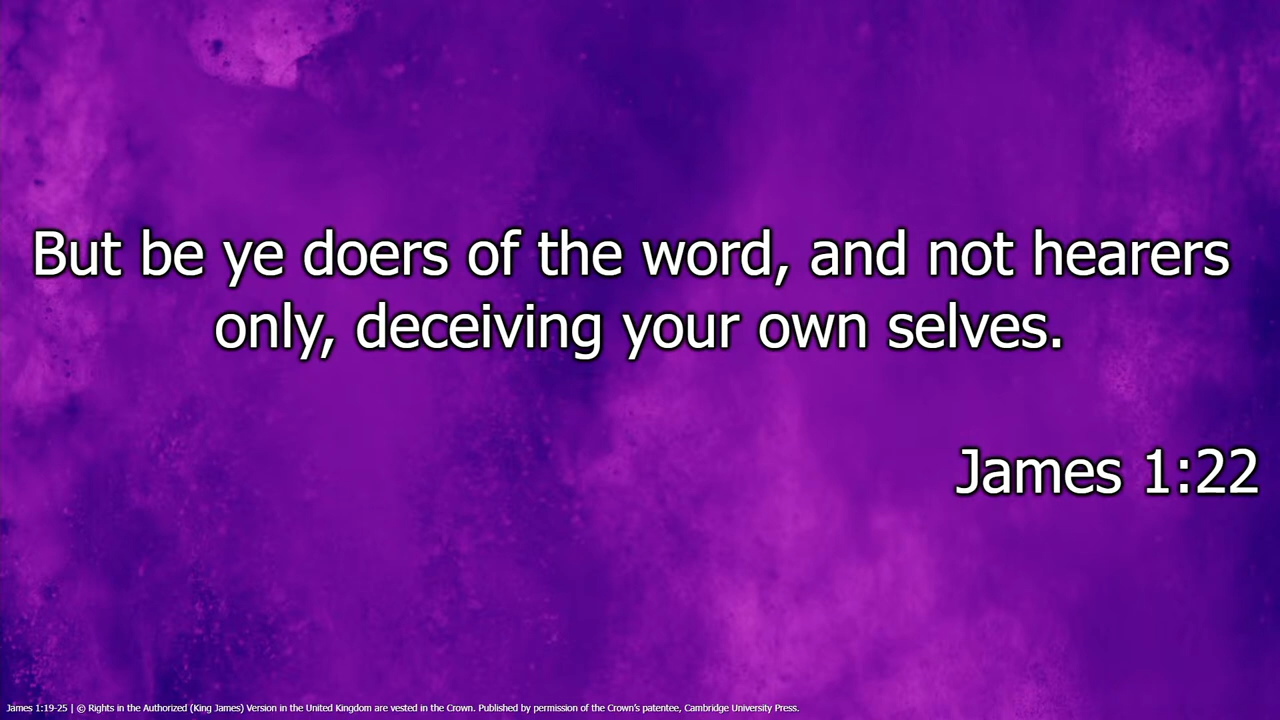 But be ye doers of the word, and not hearers
only, deceiving your own selves.
James 1:22
James 1:19-25 | © Rights in the Authorized (King James) Version in the United Kingdom are vested in the Crown. Published by permission of the Crown’s patentee, Cambridge University Press.